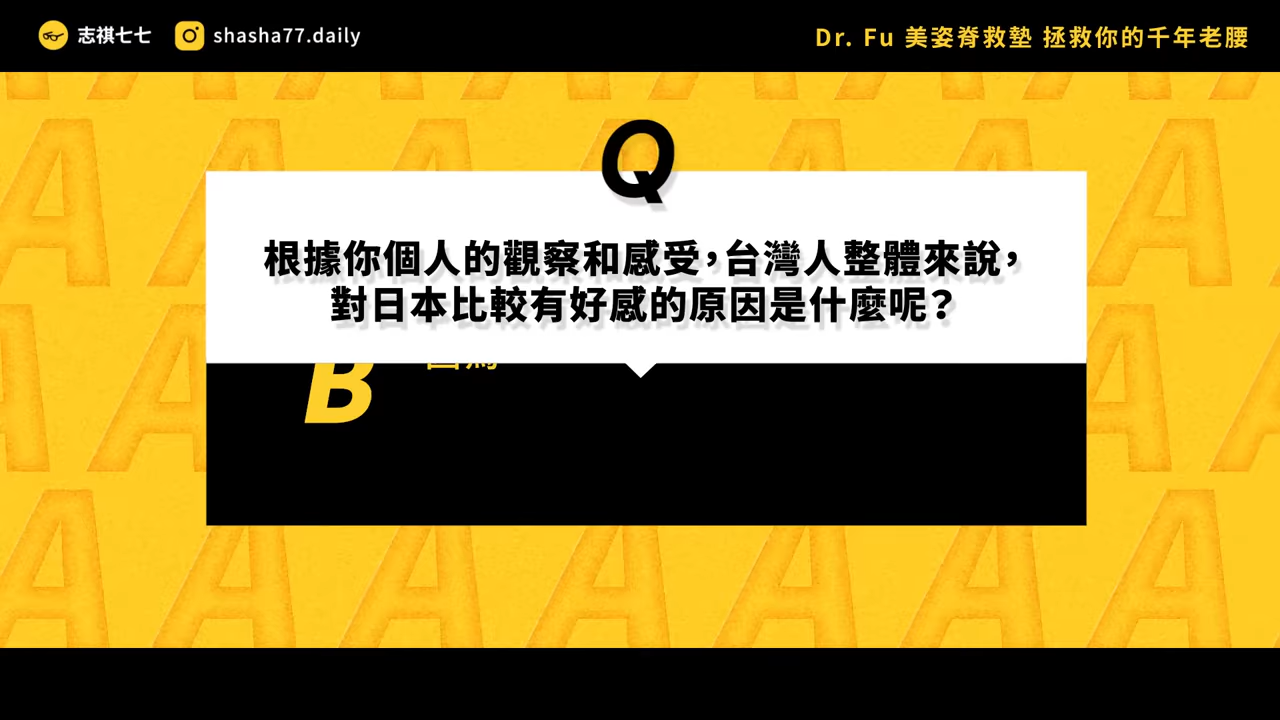 志祺七七 shasha77.daily
Dr. Fu 美姿脊救墊 拯救你的千年老腰
Q
根據你個人的觀察和感受,台灣人整體來說,
對日本比較有好感的原因是什麼呢?
B